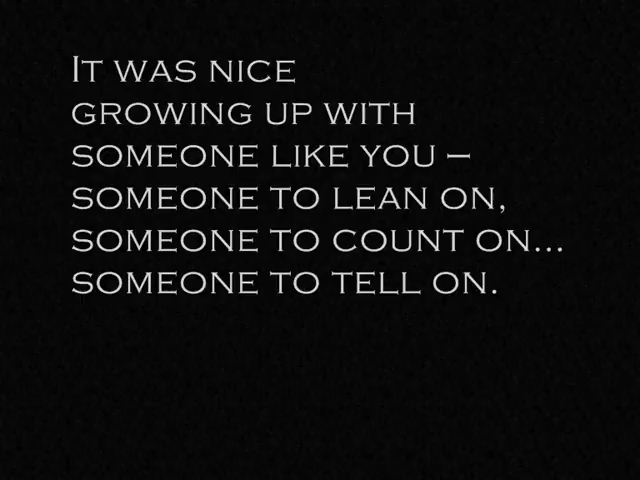 It was nice
growing up with
someone like you –
someone to lean on,
someone to count on...
someone to tell on.